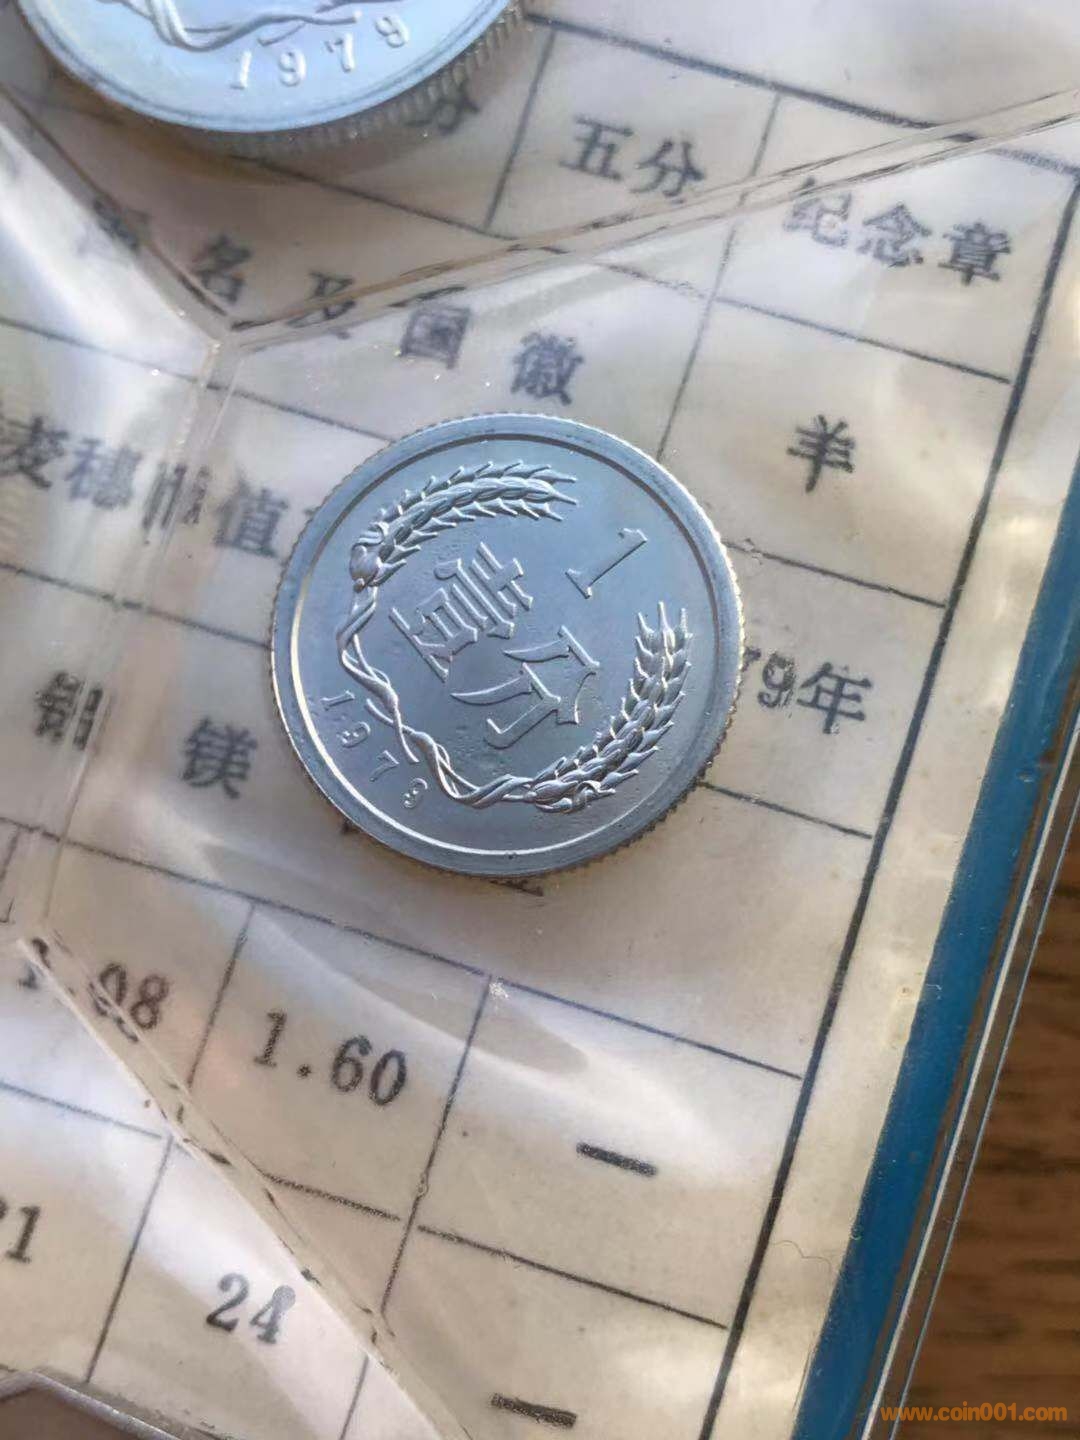 1979
五分
纪念章
名及国徽
羊
麦穗 值
1
壹分
1979
9年
铝
镁
1.60
—
24
—
www.coin001.com